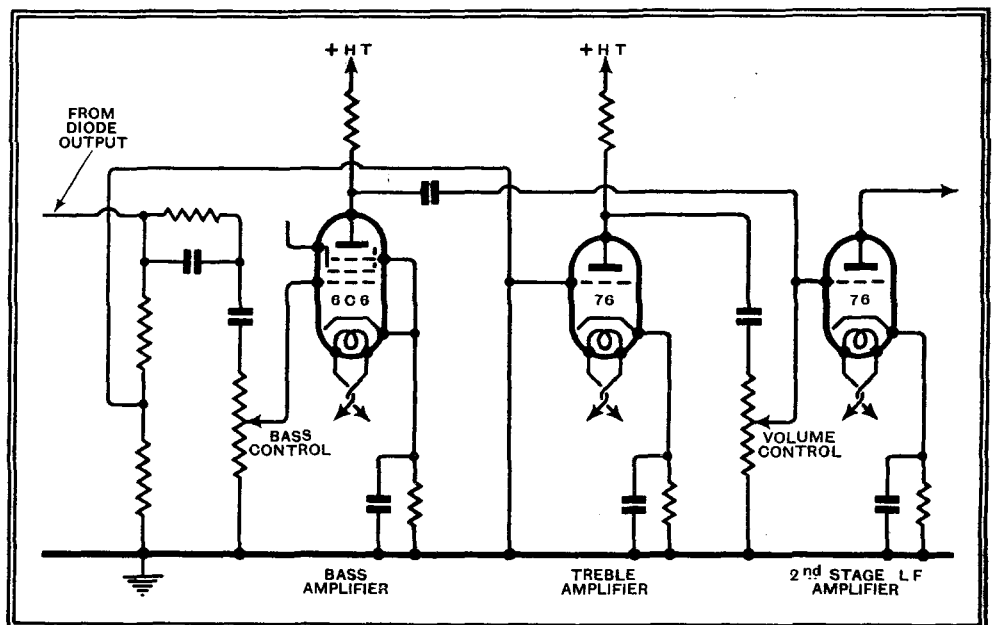 +HT
+HT
FROM
DIODE
OUTPUT
6C6
76
76
BASS
CONTROL
VOLUME
CONTROL
BASS
AMPLIFIER
TREBLE
AMPLIFIER
2nd STAGE LF
AMPLIFIER